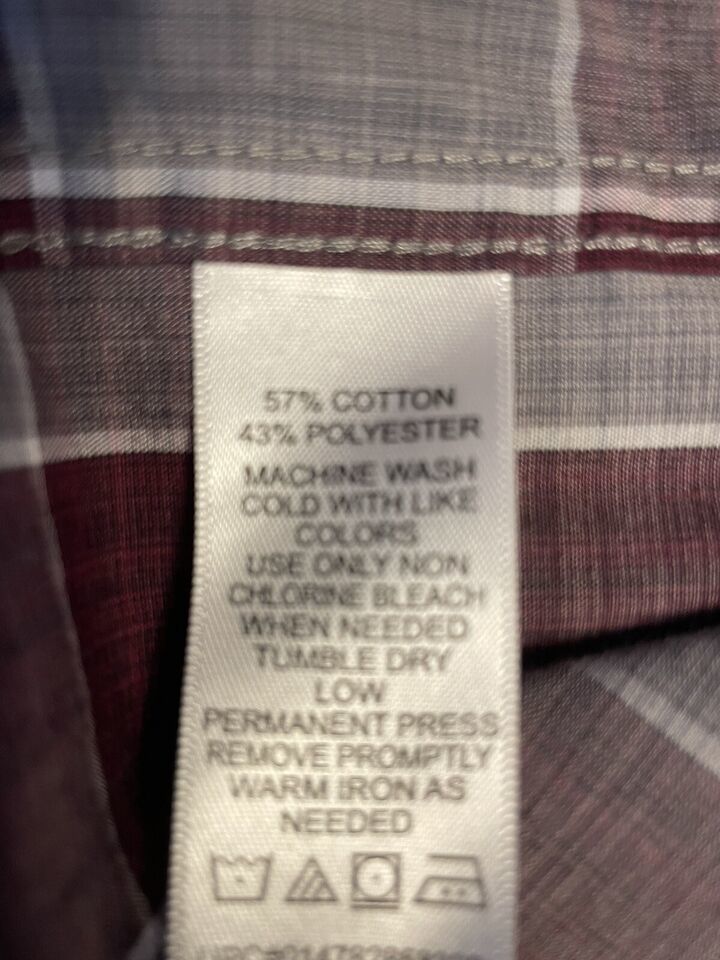 57% COTTON
43% POLYESTER
MACHINE WASH
COLD WITH LIKE
COLORS
USE ONLY NON
CHLORINE BLEACH
WHEN NEEDED
TUMBLE DRY
LOW
PERMANENT PRESS
REMOVE PROMPTLY
WARM IRON AS
NEEDED